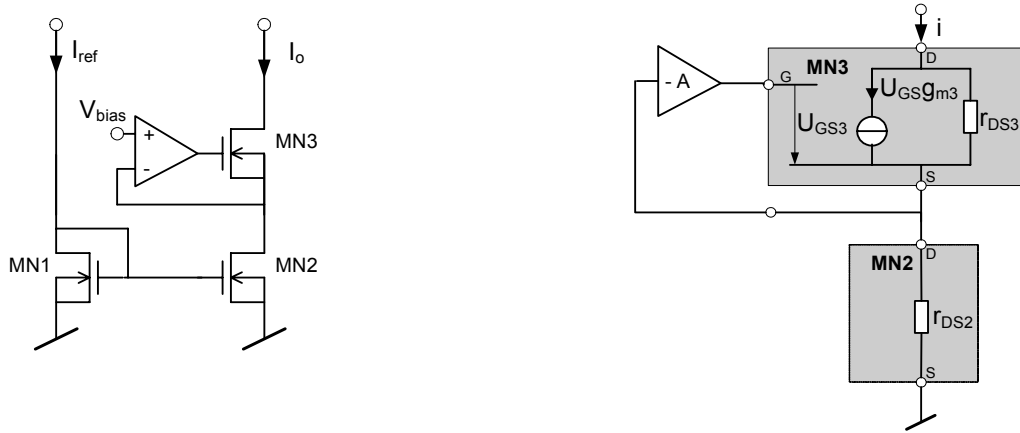 I_ref
I_o
V_bias
+
-
MN3
MN1
MN2
i
D
MN3
- A
G
U_GS g_m3
U_GS3
r_DS3
S
D
MN2
r_DS2
S